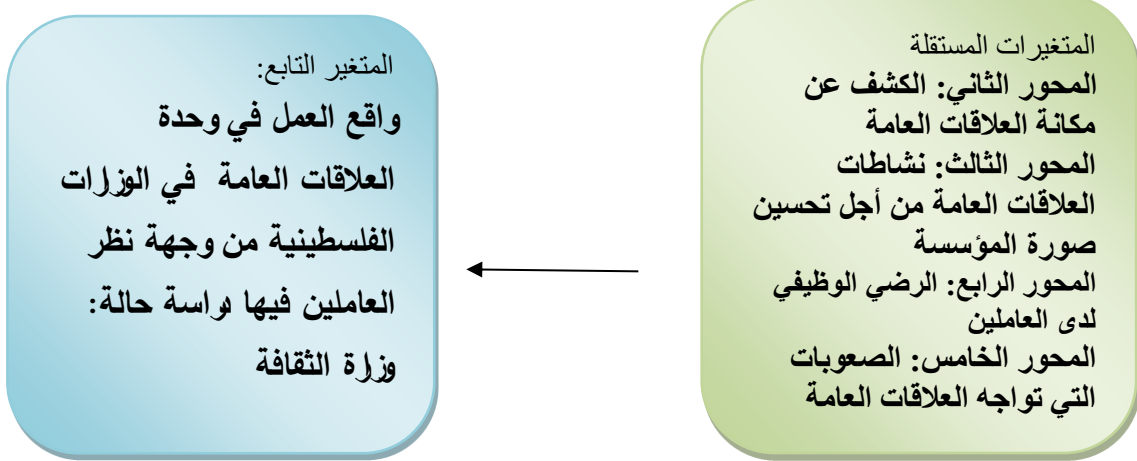 المتغيرات المستقلة
المحور الثاني: الكشف عن
مكانة العلاقات العامة
المحور الثالث: نشاطات
العلاقات العامة من أجل تحسين
صورة المؤسسة
المحور الرابع: الرضي الوظيفي
لدى العاملين
المحور الخامس: الصعوبات
التي تواجه العلاقات العامة
المتغير التابع:
واقع العمل في وحدة
العلاقات العامة في الوزارات
الفلسطينية من وجهة نظر
العاملين فيها دراسة حالة:
وزارة الثقافة